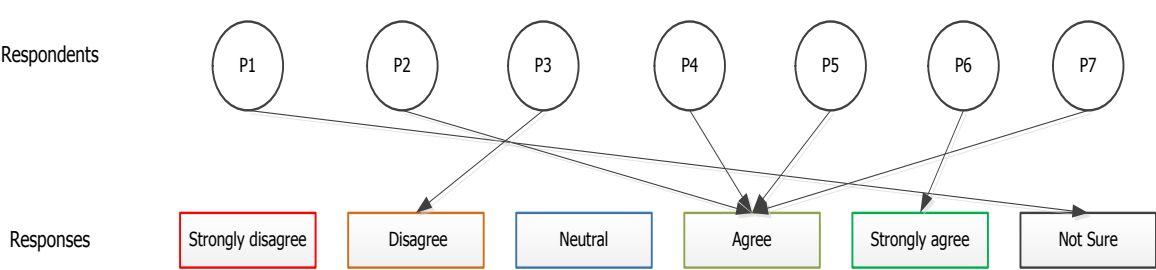 Respondents
P1 P2 P3 P4 P5 P6 P7
Responses
Strongly disagree Disagree Neutral Agree Strongly agree Not Sure